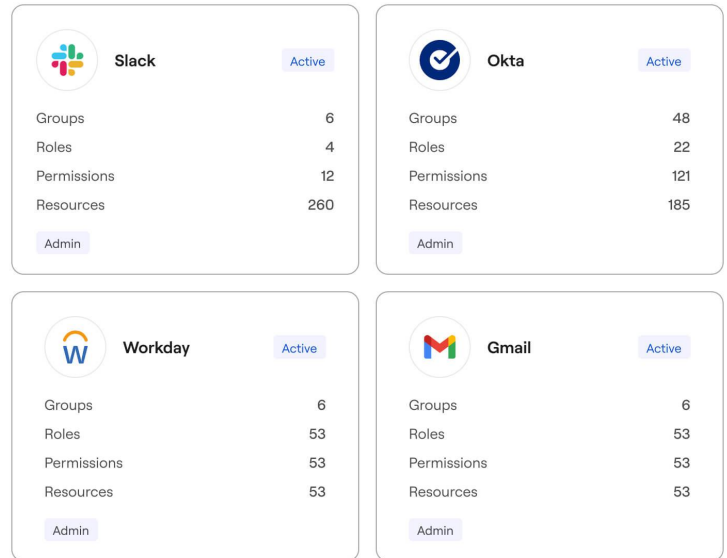 Slack Active
Groups 6
Roles 4
Permissions 12
Resources 260
Admin
Okta Active
Groups 48
Roles 22
Permissions 121
Resources 185
Admin
Workday Active
Groups 6
Roles 53
Permissions 53
Resources 53
Admin
Gmail Active
Groups 6
Roles 53
Permissions 53
Resources 53
Admin